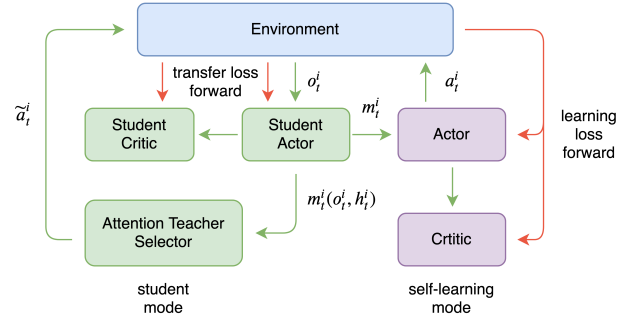 Environment
transfer loss
forward
o_t^i
a_t^i
ã_t^i
m_t^i
Student
Critic
Student
Actor
Actor
learning
loss
forward
m_t^i(o_t^i, h_t^i)
Attention Teacher
Selector
Crtitic
student
mode
self-learning
mode